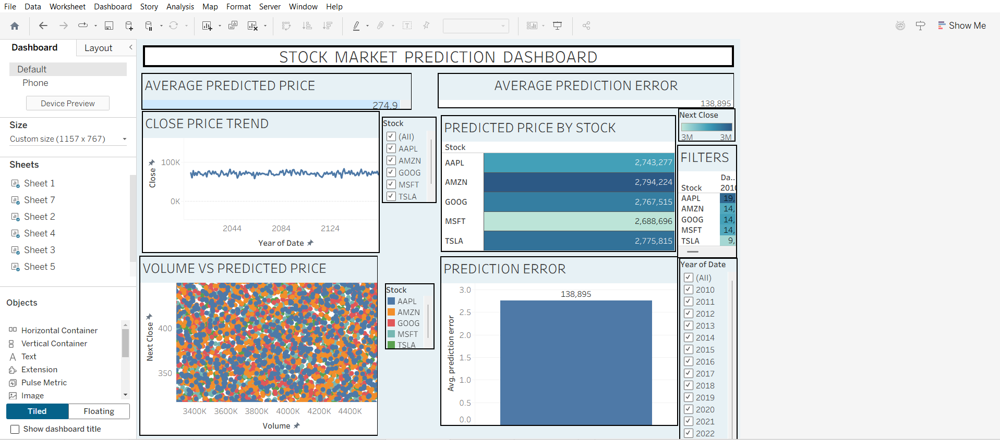 File Data Worksheet Dashboard Story Analysis Map Format Server Window Help
Show Me
Dashboard Layout
Default
Phone
Device Preview
Size
Custom size (1157 x 767)
Sheets
Sheet 1
Sheet 7
Sheet 2
Sheet 4
Sheet 3
Sheet 5
Objects
Horizontal Container
Vertical Container
Text
Extension
Pulse Metric
Image
Tiled Floating
Show dashboard title
STOCK MARKET PREDICTION DASHBOARD
AVERAGE PREDICTED PRICE
274.9
AVERAGE PREDICTION ERROR
138,895
CLOSE PRICE TREND
Close
100K
0K
2044 2084 2124
Year of Date
Stock
(All)
AAPL
AMZN
GOOG
MSFT
TSLA
PREDICTED PRICE BY STOCK
Stock
AAPL 2,743,277
AMZN 2,794,224
GOOG 2,767,515
MSFT 2,688,696
TSLA 2,775,815
Next Close
3M 3M
FILTERS
Da..
Stock 2010
AAPL 19,
AMZN 14,
GOOG 14,
MSFT 14,
TSLA 9,
VOLUME VS PREDICTED PRICE
Next Close
400
350
3400K 3600K 3800K 4000K 4200K 4400K
Volume
Stock
AAPL
AMZN
GOOG
MSFT
TSLA
PREDICTION ERROR
Avg. prediction error
3.0
2.5
2.0
1.5
1.0
0.5
0.0
138,895
Year of Date
(All)
2010
2011
2012
2013
2014
2015
2016
2017
2018
2019
2020
2021
2022